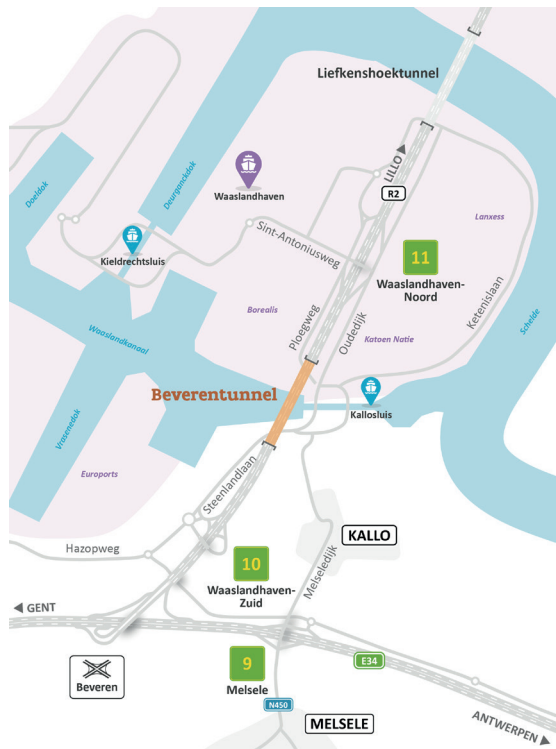 Liefkenshoektunnel
LILLO
R2
Doeldok
Deurganckdok
Waaslandhaven
Lanxess
Sint-Antoniusweg
Kieldrechtsluis
11
Waaslandhaven-
Noord
Ketenislaan
Borealis
Ploegweg
Oudedijk
Katoen Natie
Schelde
Waaslandkanaal
Beverentunnel
Kallosluis
Vrasenedok
Euroports
Steenlandlaan
KALLO
Hazopweg
10
Waaslandhaven-
Zuid
Melseledijk
GENT
9
Melsele
E34
Beveren
N450
MELSELE
ANTWERPEN